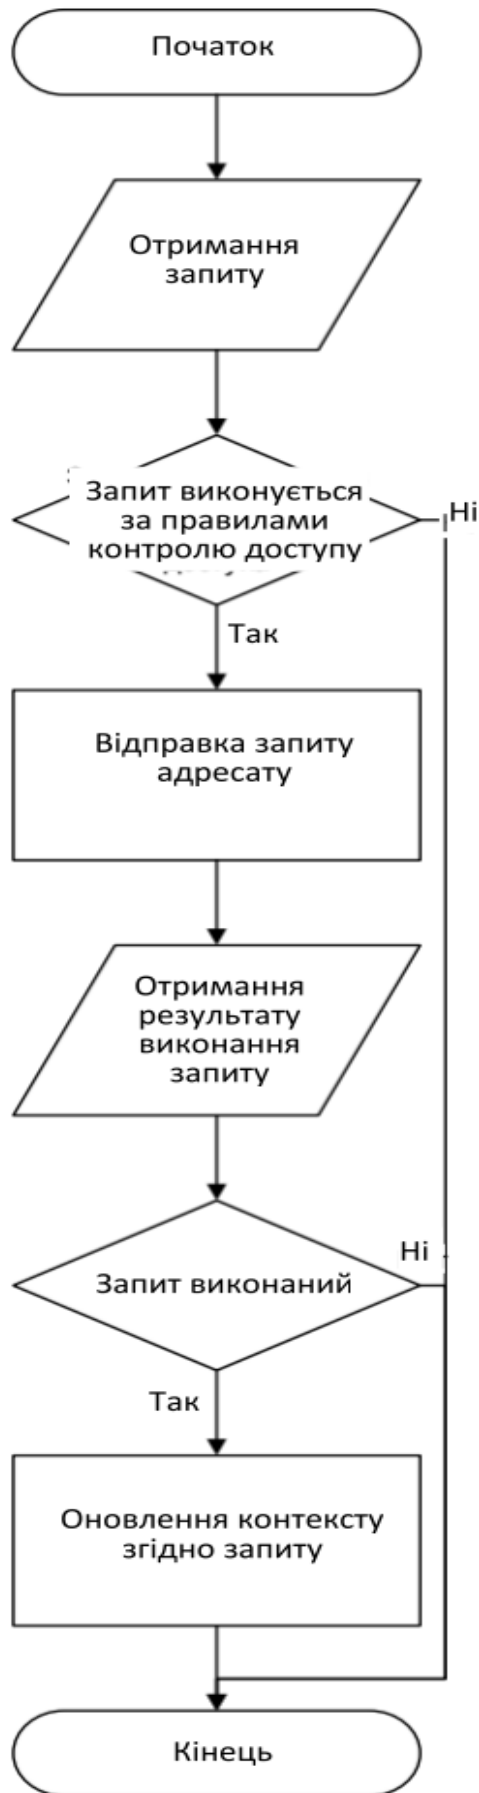 Початок
Отримання
запиту
Запит виконується
за правилами
контролю доступу
Ні
Так
Відправка запиту
адресату
Отримання
результату
виконання
запиту
Ні
Запит виконаний
Так
Оновлення контексту
згідно запиту
Кінець